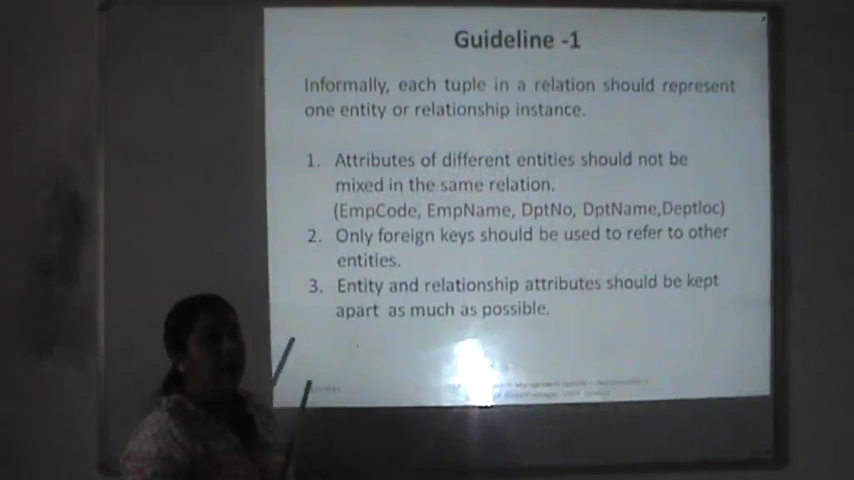 Guideline -1
Informally, each tuple in a relation should represent
one entity or relationship instance.
1. Attributes of different entities should not be
mixed in the same relation.
(EmpCode, EmpName, DptNo, DptName,Deptloc)
2. Only foreign keys should be used to refer to other
entities.
3. Entity and relationship attributes should be kept
apart as much as possible.